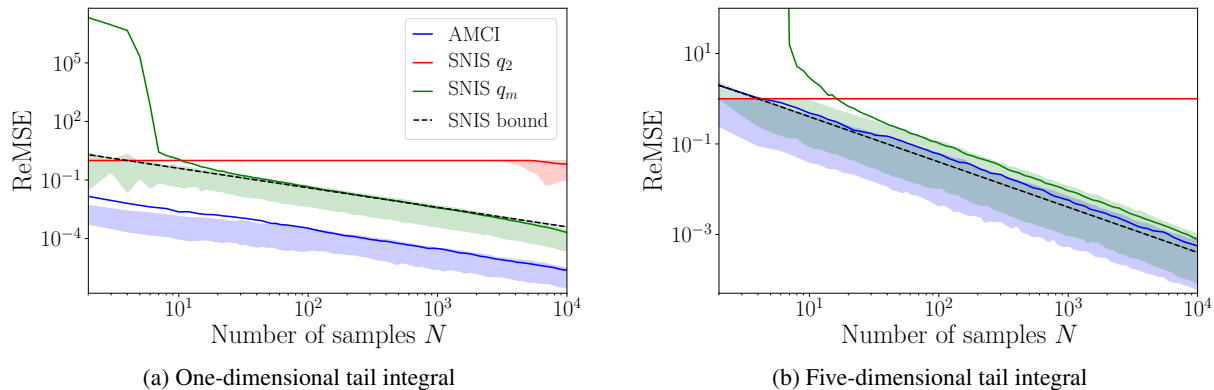 10^5
10^2
10^{-1}
10^{-4}
ReMSE
AMCI
SNIS q_2
SNIS q_m
SNIS bound
10^1
10^2
10^3
10^4
Number of samples N
(a) One-dimensional tail integral
10^1
10^{-1}
10^{-3}
ReMSE
10^1
10^2
10^3
10^4
Number of samples N
(b) Five-dimensional tail integral